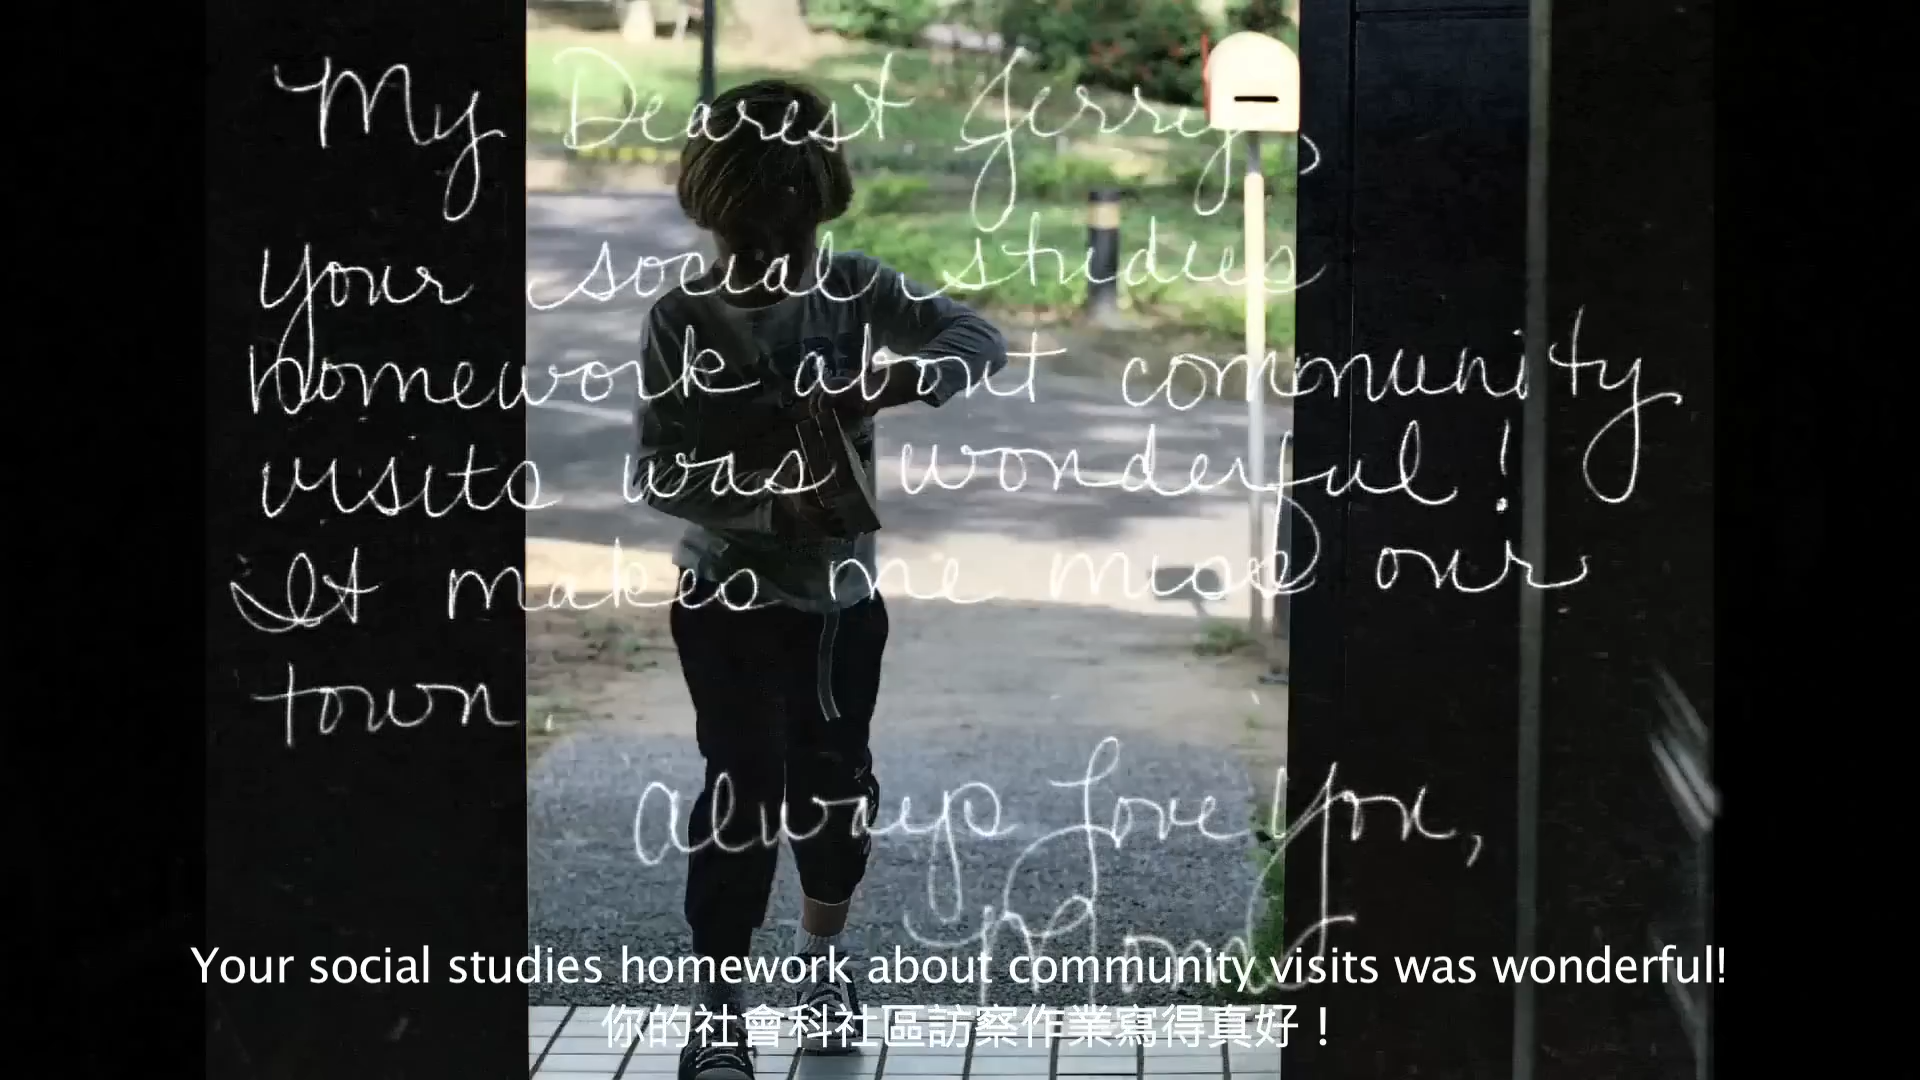 My Dearest Jerry,
Your social studies
homework about community
visits was wonderful!
It makes me miss our
town.
Always Love You,
Mom
Your social studies homework about community visits was wonderful!
你的社會科社區訪察作業寫得真好！